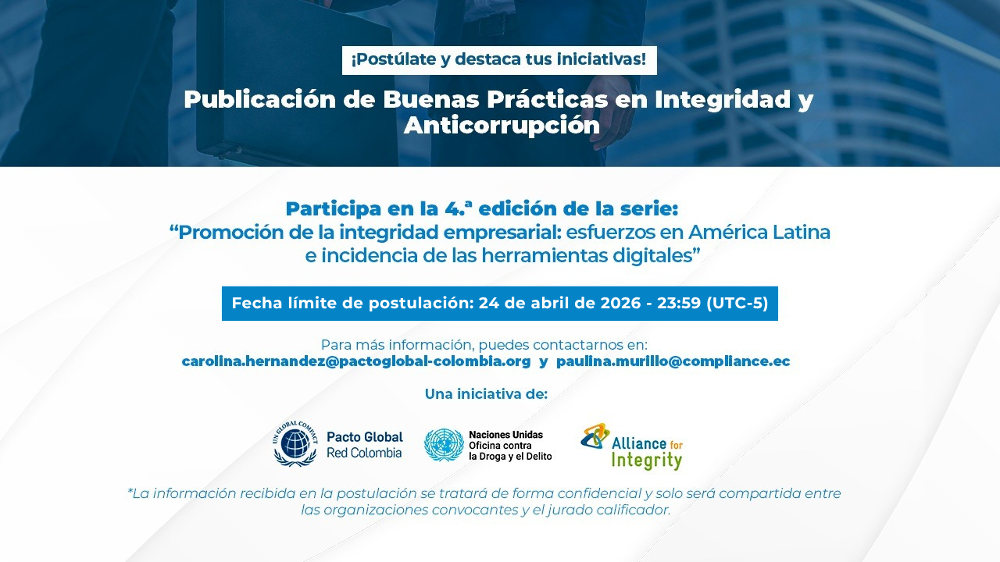 ¡Postúlate y destaca tus iniciativas!
Publicación de Buenas Prácticas en Integridad y
Anticorrupción
Participa en la 4.ª edición de la serie:
“Promoción de la integridad empresarial: esfuerzos en América Latina
e incidencia de las herramientas digitales”
Fecha límite de postulación: 24 de abril de 2026 - 23:59 (UTC-5)
Para más información, puedes contactarnos en:
carolina.hernandez@pactoglobal-colombia.org y paulina.murillo@compliance.ec
Una iniciativa de:
UN GLOBAL COMPACT
Pacto Global
Red Colombia
Naciones Unidas
Oficina contra
la Droga y el Delito
Alliance for
Integrity
*La información recibida en la postulación se tratará de forma confidencial y solo será compartida entre
las organizaciones convocantes y el jurado calificador.